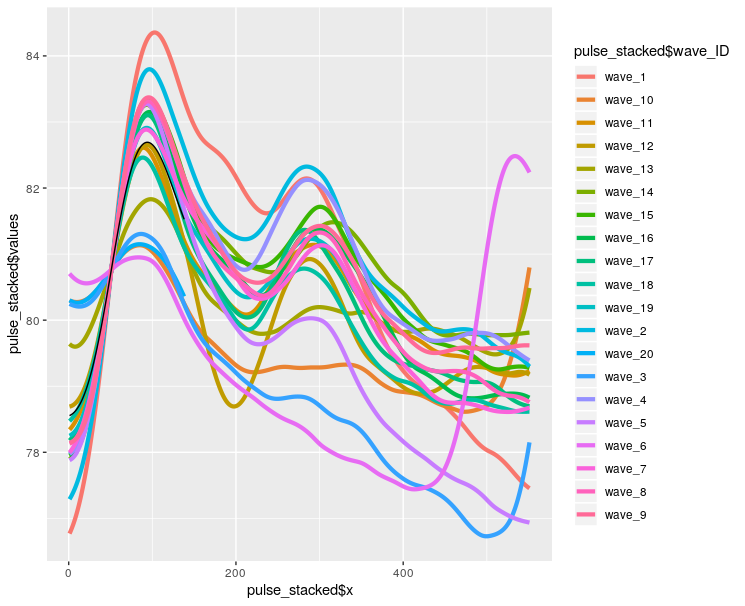 pulse_stacked$values
84
82
80
78
0
200
400
pulse_stacked$x
pulse_stacked$wave_ID
wave_1
wave_10
wave_11
wave_12
wave_13
wave_14
wave_15
wave_16
wave_17
wave_18
wave_19
wave_2
wave_20
wave_3
wave_4
wave_5
wave_6
wave_7
wave_8
wave_9